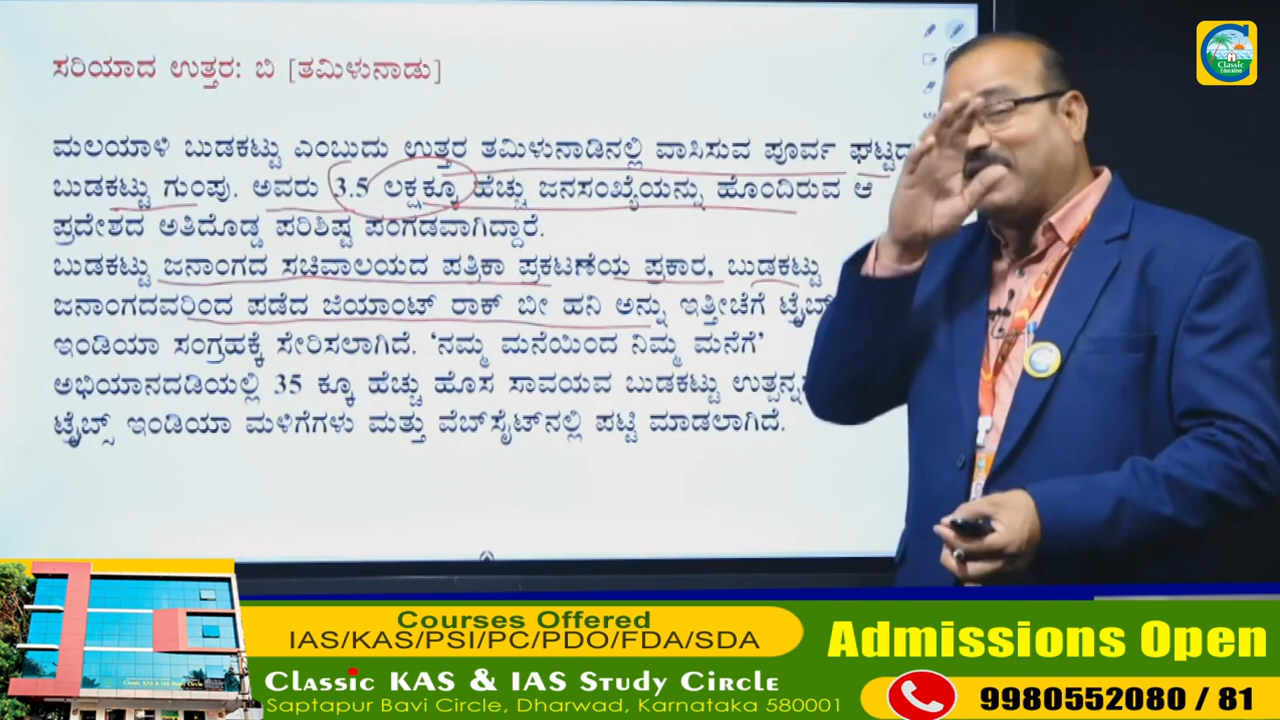 ಸರಿಯಾದ ಉತ್ತರ: ಬಿ [ತಮಿಳುನಾಡು]
ಮಲಯಾಳಿ ಬುಡಕಟ್ಟು ಎಂಬುದು ಉತ್ತರ ತಮಿಳುನಾಡಿನಲ್ಲಿ ವಾಸಿಸುವ ಪೂರ್ವ ಘಟ್ಟದ
ಬುಡಕಟ್ಟು ಗುಂಪು. ಅವರು 3.5 ಲಕ್ಷಕ್ಕೂ ಹೆಚ್ಚು ಜನಸಂಖ್ಯೆಯನ್ನು ಹೊಂದಿರುವ ಆ
ಪ್ರದೇಶದ ಅತಿದೊಡ್ಡ ಪರಿಶಿಷ್ಟ ಪಂಗಡವಾಗಿದ್ದಾರೆ.
ಬುಡಕಟ್ಟು ಜನಾಂಗದ ಸಚಿವಾಲಯದ ಪತ್ರಿಕಾ ಪ್ರಕಟಣೆಯ ಪ್ರಕಾರ, ಬುಡಕಟ್ಟು
ಜನಾಂಗದವರಿಂದ ಪಡೆದ ಜಿಯಾಂಟ್ ರಾಕ್ ಬೀ ಹನಿ ಅನ್ನು ಇತ್ತೀಚೆಗೆ ಟ್ರೈಬ್ಸ್
ಇಂಡಿಯಾ ಸಂಗ್ರಹಕ್ಕೆ ಸೇರಿಸಲಾಗಿದೆ. ‘ನಮ್ಮ ಮನೆಯಿಂದ ನಿಮ್ಮ ಮನೆಗೆ’
ಅಭಿಯಾನದಡಿಯಲ್ಲಿ 35 ಕ್ಕೂ ಹೆಚ್ಚು ಹೊಸ ಸಾವಯವ ಬುಡಕಟ್ಟು
ಟ್ರೈಬ್ಸ್ ಇಂಡಿಯಾ ಮಳಿಗೆಗಳು ಮತ್ತು ವೆಬ್‌ಸೈಟ್‌ನಲ್ಲಿ ಪಟ್ಟಿ ಮಾಡಲಾಗಿದೆ.
Classic
Education
Courses Offered
IAS/KAS/PSI/PC/PDO/FDA/SDA
Classic KAS & IAS Study Circle
Saptapur Bavi Circle, Dharwad, Karnataka 580001
Admissions Open
9980552080 / 81